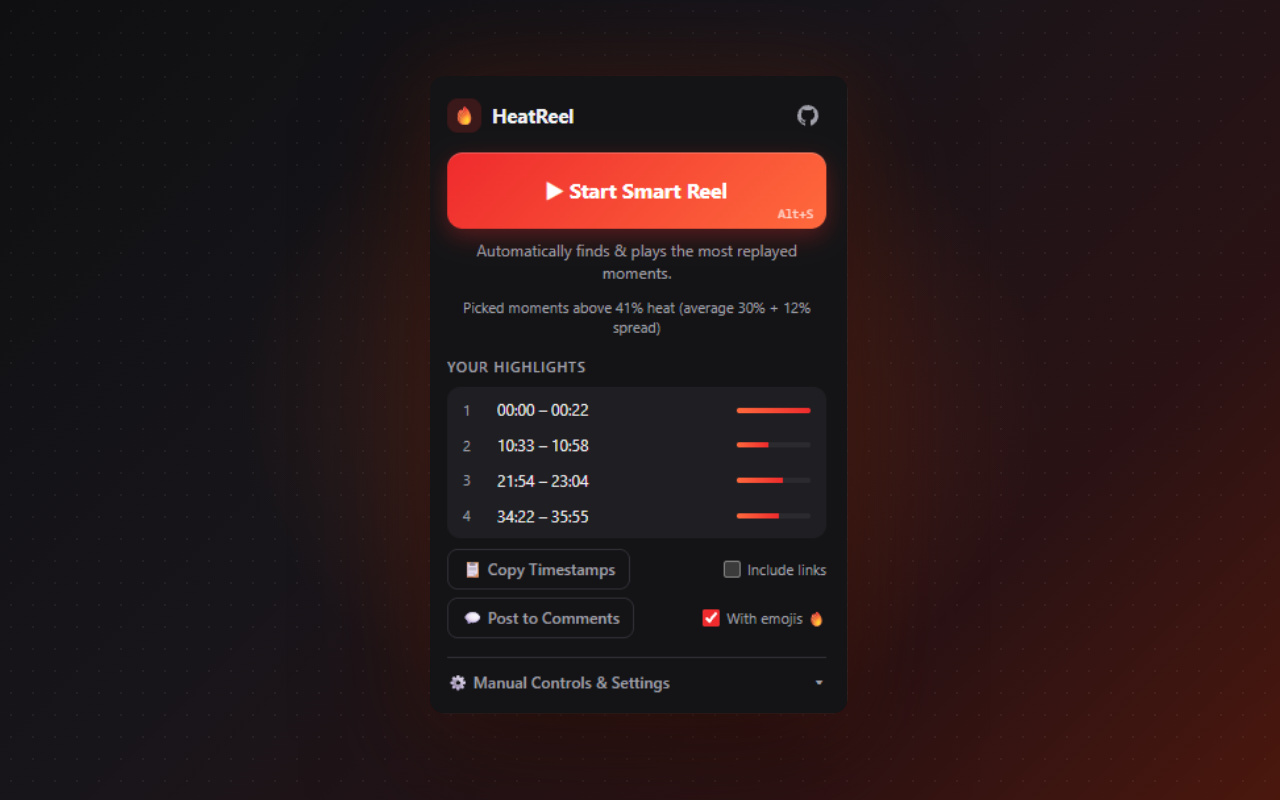 HeatReel
▶ Start Smart Reel
Alt+S
Automatically finds & plays the most replayed
moments.
Picked moments above 41% heat (average 30% + 12%
spread)
YOUR HIGHLIGHTS
1 00:00 – 00:22
2 10:33 – 10:58
3 21:54 – 23:04
4 34:22 – 35:55
📋 Copy Timestamps
Include links
💬 Post to Comments
With emojis 🔥
⚙️ Manual Controls & Settings